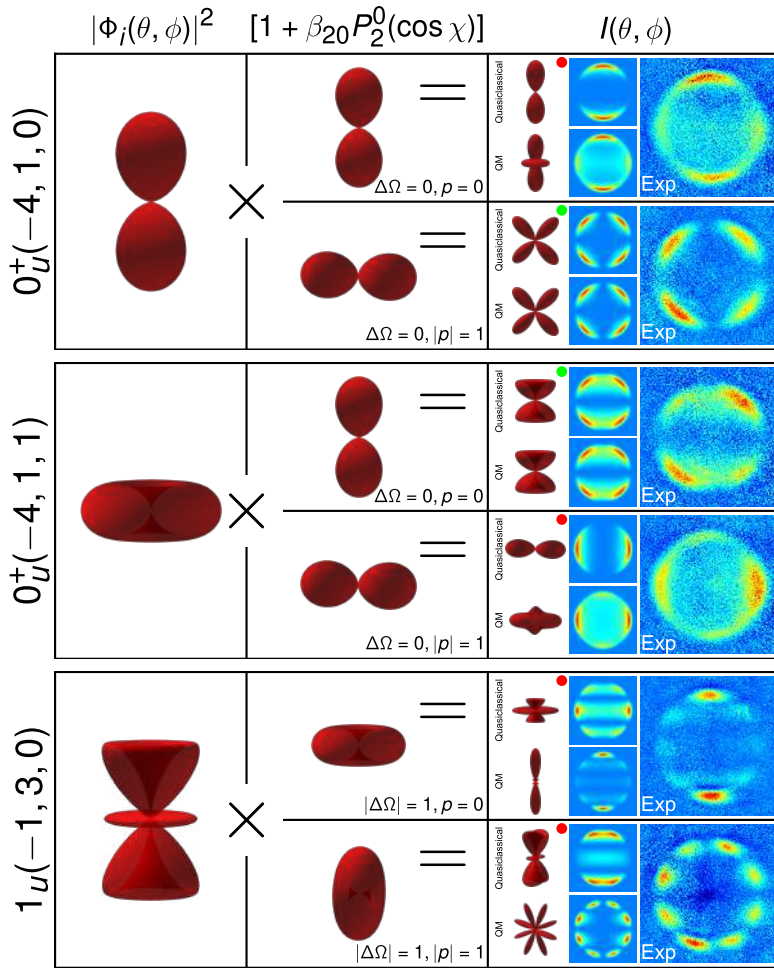 |Φᵢ(θ, ϕ)|² [1 + β₂₀P₂⁰(cos χ)] I(θ, ϕ)
0ᵤ⁺(−4, 1, 0)
×
=
ΔΩ = 0, p = 0
Quasiclassical
QM
Exp
=
ΔΩ = 0, |p| = 1
Quasiclassical
QM
Exp
0ᵤ⁺(−4, 1, 1)
×
=
ΔΩ = 0, p = 0
Quasiclassical
QM
Exp
=
ΔΩ = 0, |p| = 1
Quasiclassical
QM
Exp
1ᵤ(−1, 3, 0)
×
=
|ΔΩ| = 1, p = 0
Quasiclassical
QM
Exp
=
|ΔΩ| = 1, |p| = 1
Quasiclassical
QM
Exp